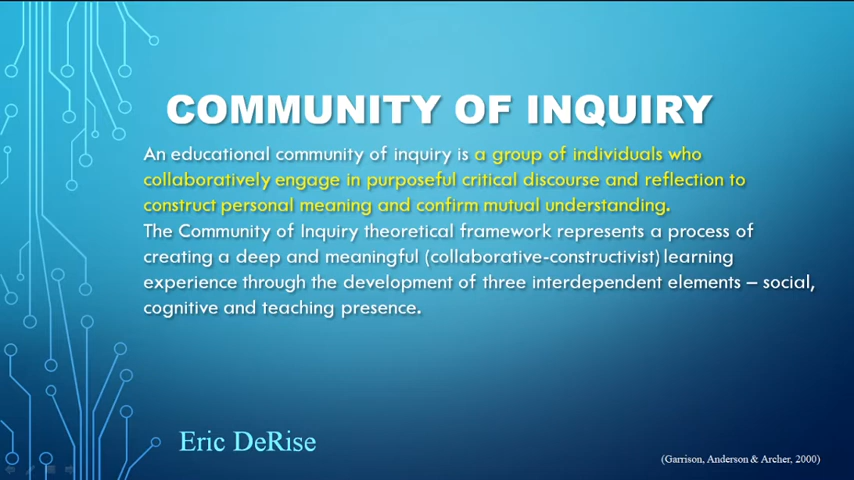 COMMUNITY OF INQUIRY
An educational community of inquiry is a group of individuals who
collaboratively engage in purposeful critical discourse and reflection to
construct personal meaning and confirm mutual understanding.
The Community of Inquiry theoretical framework represents a process of
creating a deep and meaningful (collaborative-constructivist) learning
experience through the development of three interdependent elements – social,
cognitive and teaching presence.
Eric DeRise
(Garrison, Anderson & Archer, 2000)